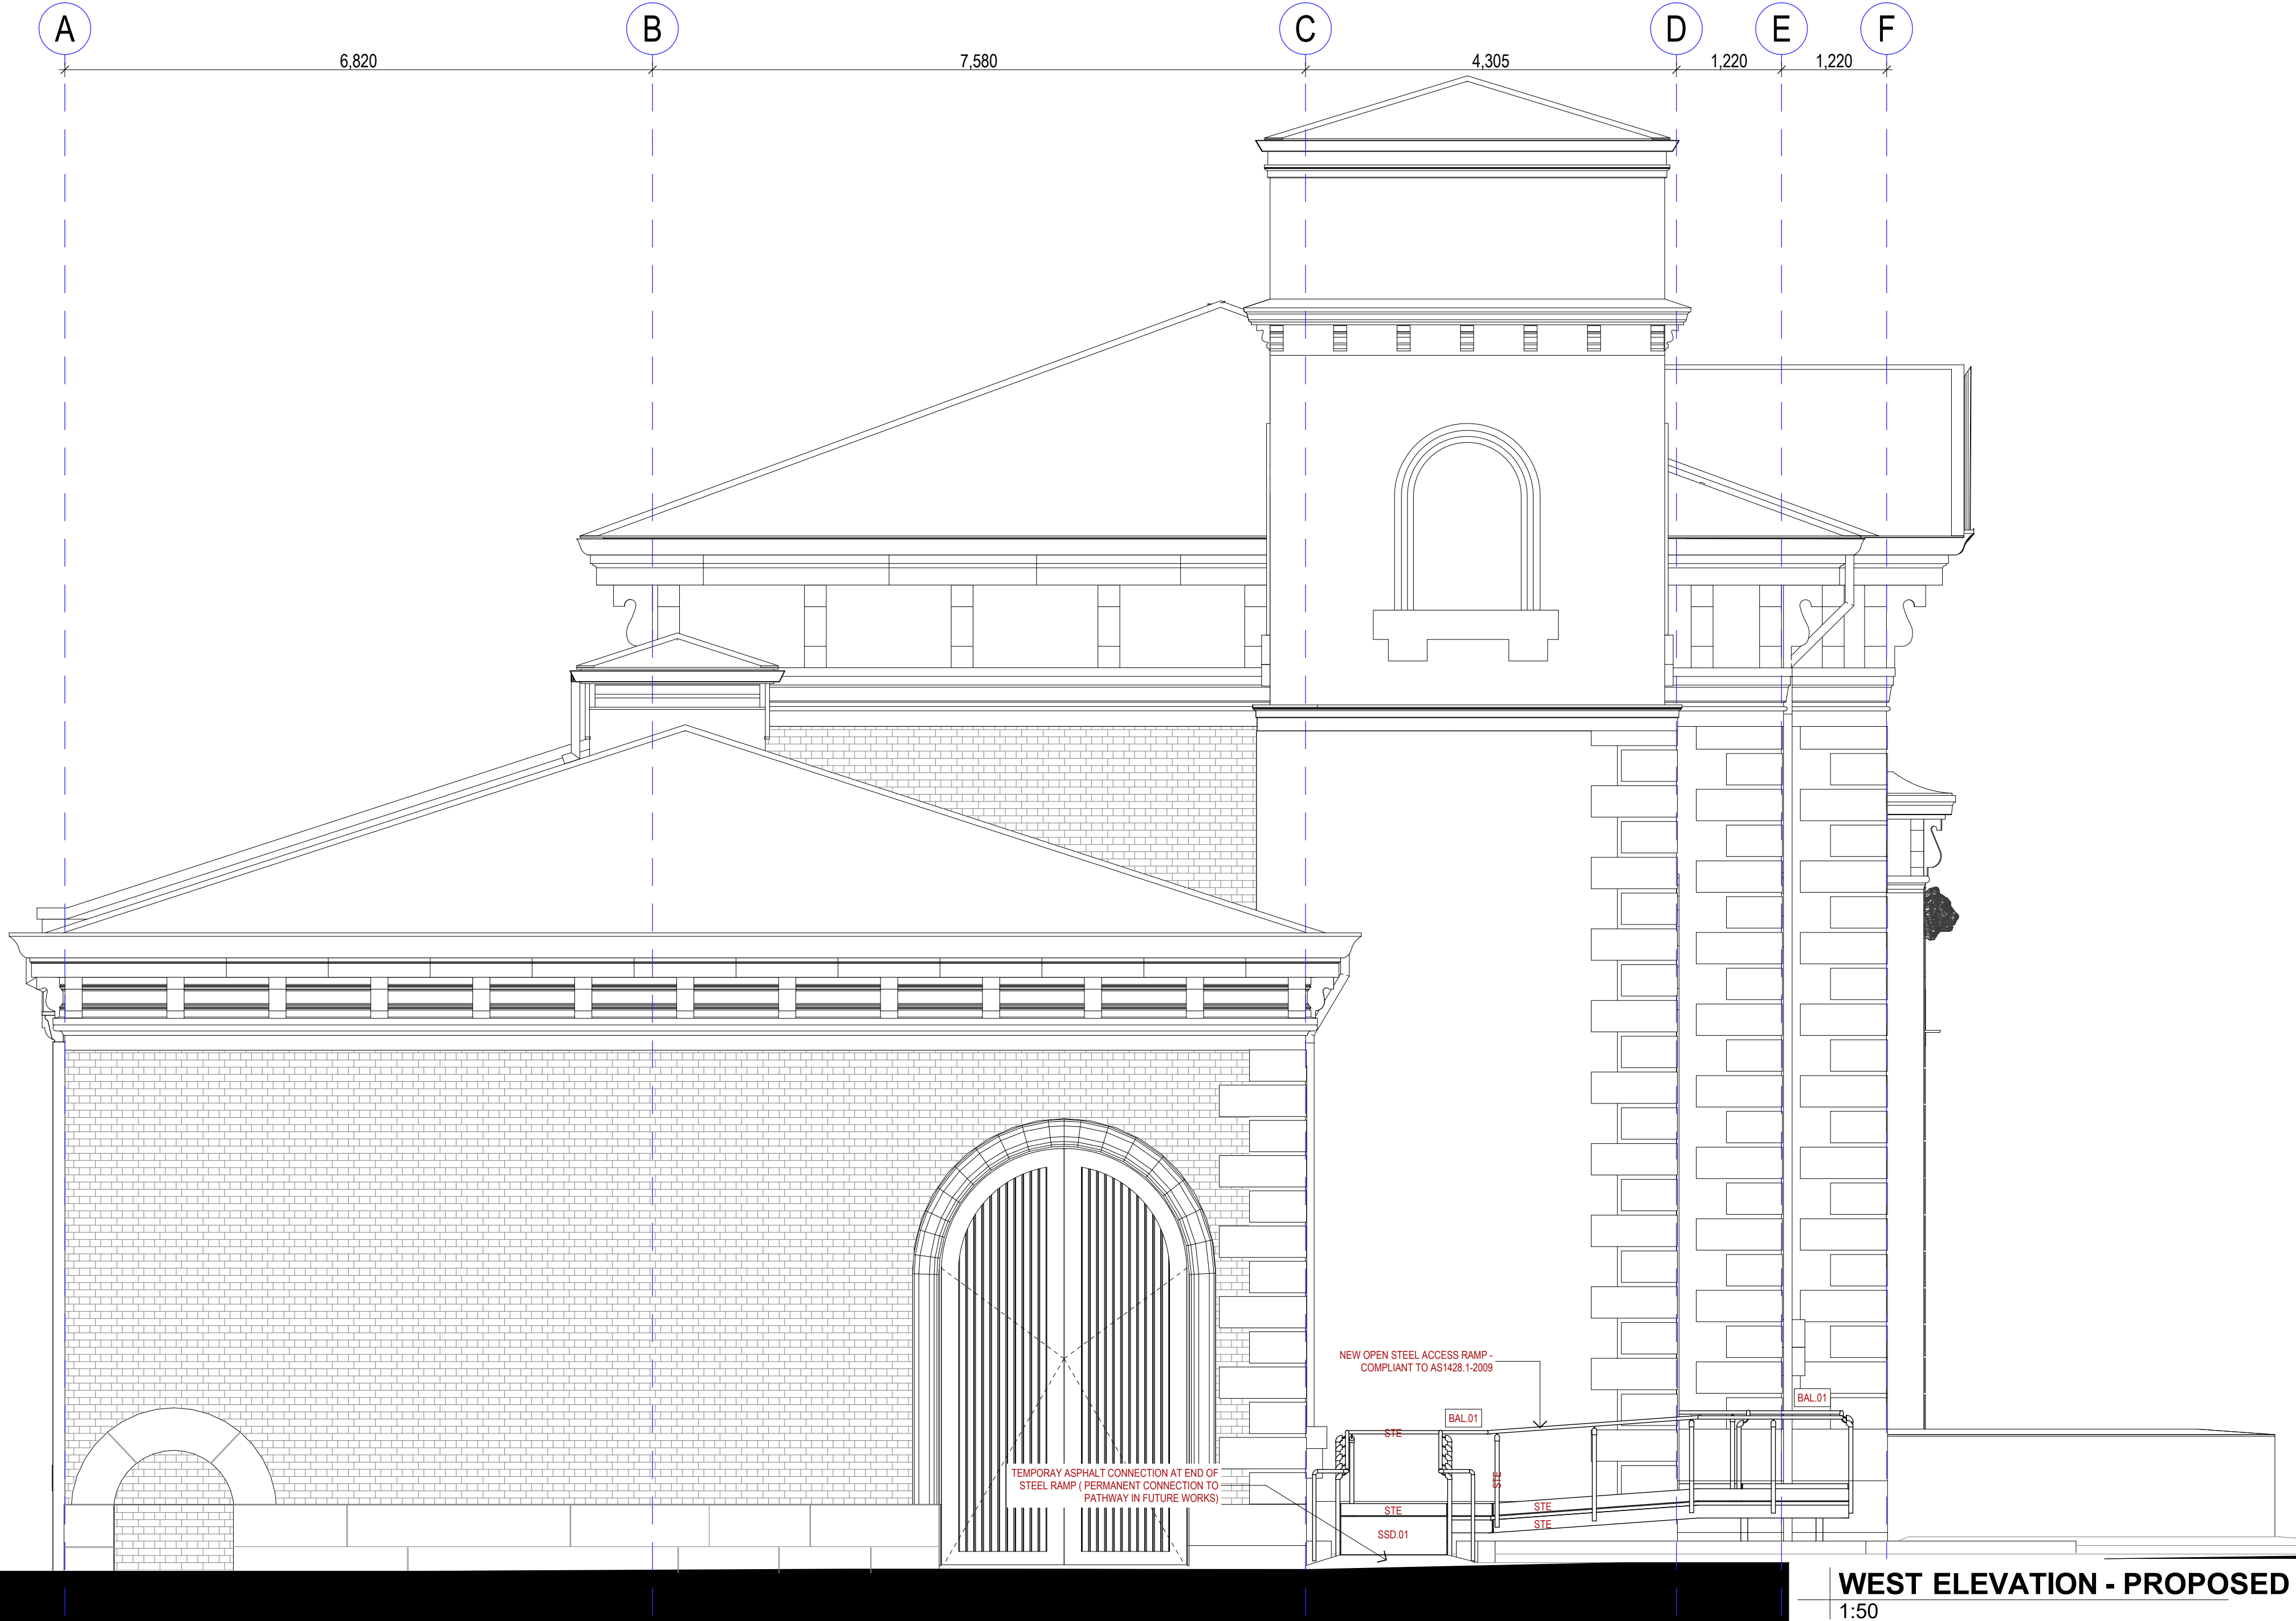 A B C D E F
6,820 7,580 4,305 1,220 1,220
NEW OPEN STEEL ACCESS RAMP -
COMPLIANT TO AS1428.1-2009
BAL.01
BAL.01
STE
TEMPORAY ASPHALT CONNECTION AT END OF
STEEL RAMP ( PERMANENT CONNECTION TO
PATHWAY IN FUTURE WORKS)
STE
STE
STE
STE
SSD.01
WEST ELEVATION - PROPOSED
1:50